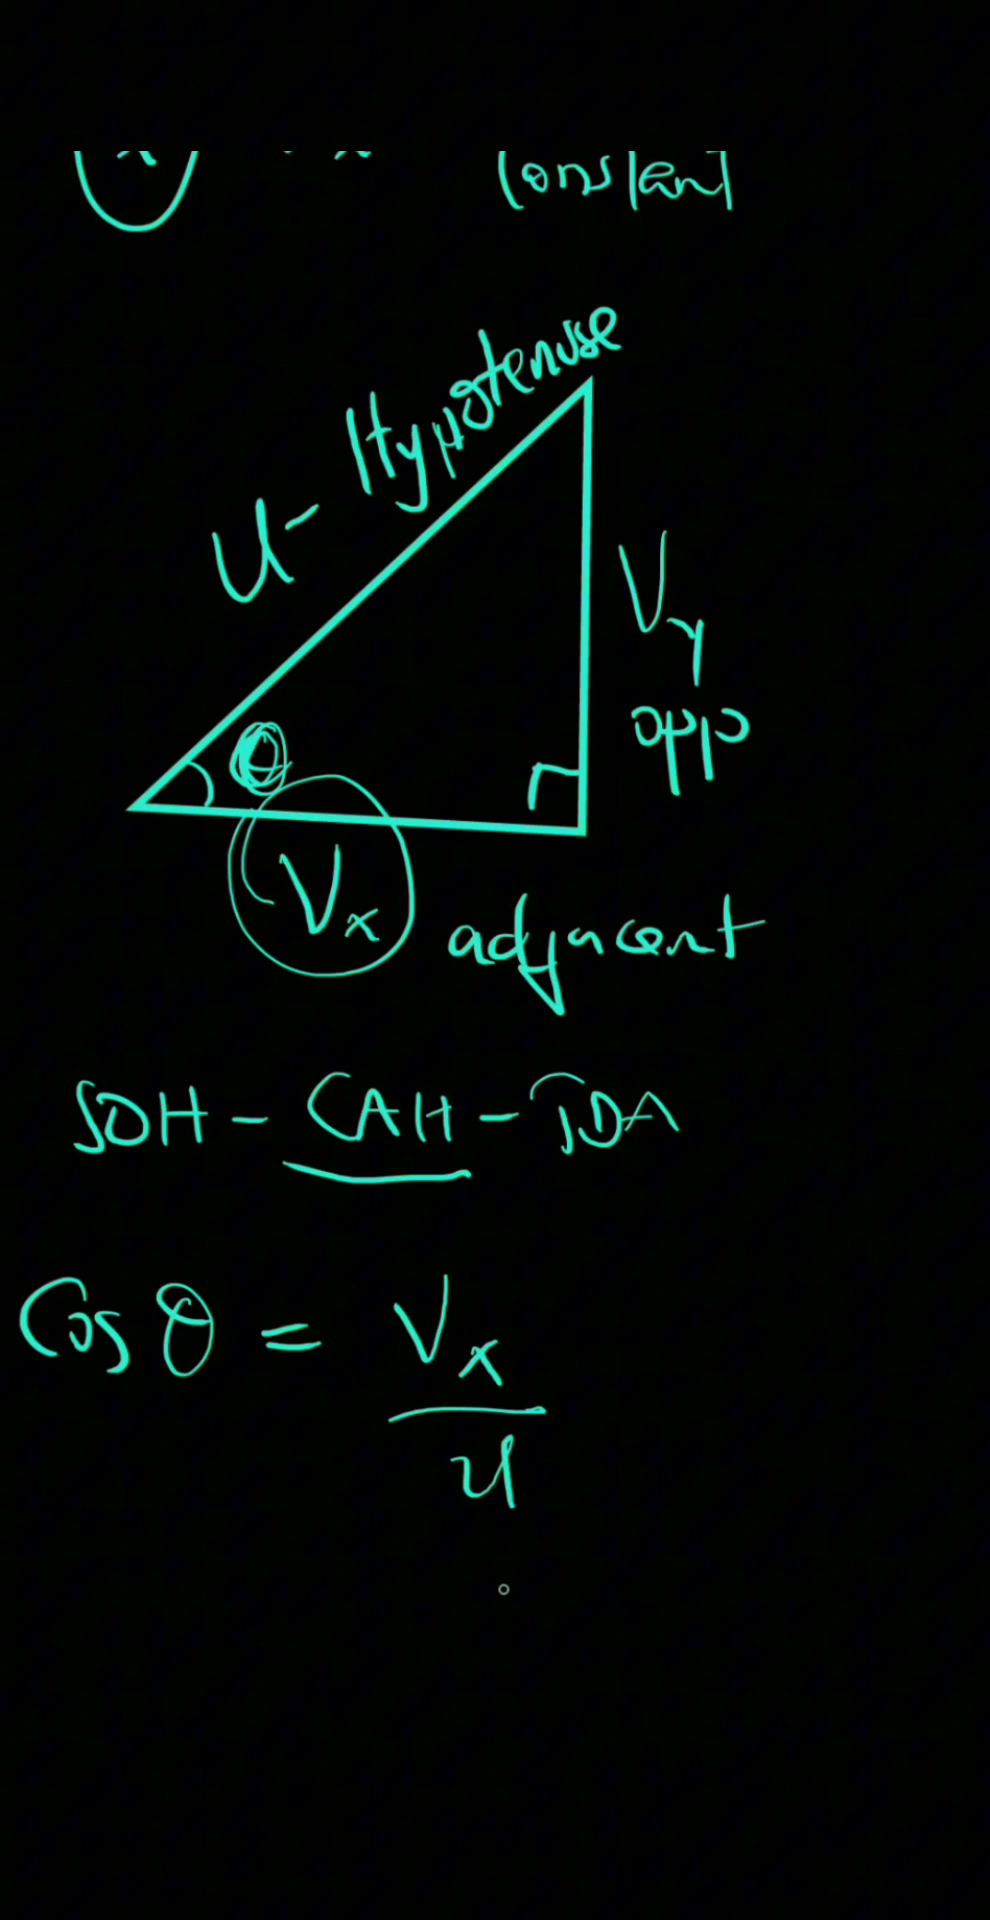 Constant
U - Hypotenuse
Vy
opp
θ
Vx
adjacent
SOH - CAH - TOA
Cos θ = Vx
u